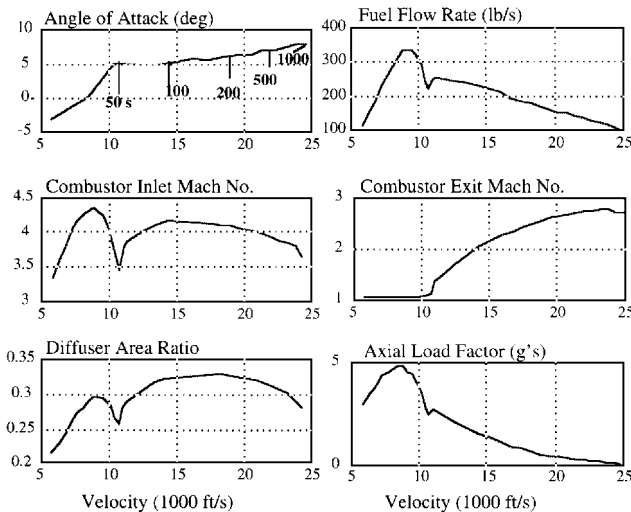 Angle of Attack (deg)
10
5
0
-5
50 s
100
200
500
1000
5 10 15 20 25
Fuel Flow Rate (lb/s)
400
300
200
100
5 10 15 20 25
Combustor Inlet Mach No.
4.5
4
3.5
3
5 10 15 20 25
Combustor Exit Mach No.
3
2
1
5 10 15 20 25
Diffuser Area Ratio
0.35
0.3
0.25
0.2
5 10 15 20 25
Velocity (1000 ft/s)
Axial Load Factor (g's)
5
0
5 10 15 20 25
Velocity (1000 ft/s)